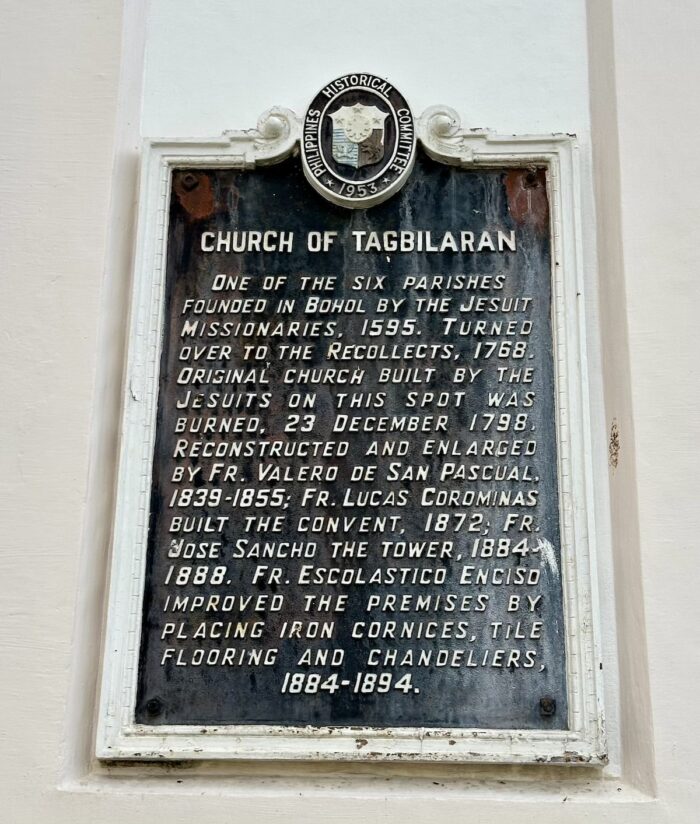 PHILIPPINES HISTORICAL COMMITTEE
★ 1953 ★
CHURCH OF TAGBILARAN
ONE OF THE SIX PARISHES
FOUNDED IN BOHOL BY THE JESUIT
MISSIONARIES, 1595. TURNED
OVER TO THE RECOLLECTS, 1768.
ORIGINAL CHURCH BUILT BY THE
JESUITS ON THIS SPOT WAS
BURNED, 23 DECEMBER 1798.
RECONSTRUCTED AND ENLARGED
BY FR. VALERO DE SAN PASCUAL,
1839-1855; FR. LUCAS COROMINAS
BUILT THE CONVENT, 1872; FR.
JOSE SANCHO THE TOWER, 1884-
1888. FR. ESCOLASTICO ENCISO
IMPROVED THE PREMISES BY
PLACING IRON CORNICES, TILE
FLOORING AND CHANDELIERS,
1884-1894.